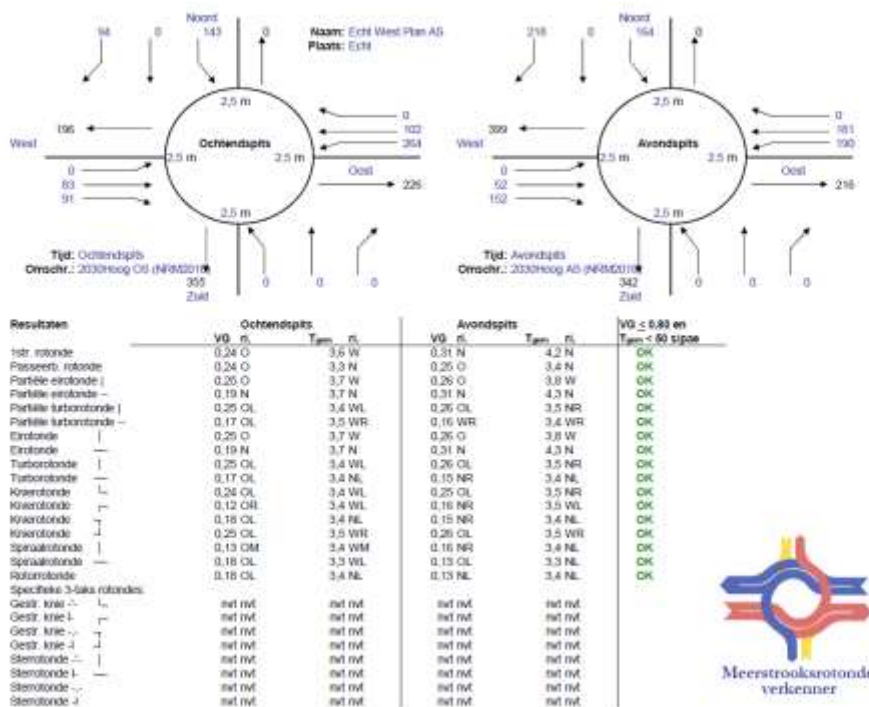 Noord
94 0 143 0
Naam: Echt West Plan AS
Plaats: Echt
2,5 m
196
0
102
264
West
2.5 m Ochtendspits 2.5 m
0
83
91
Oost
226
2,5 m
Tijd: Ochtendspits
Omschr.: 2030Hoog OS (NRM2018)
355
0 0 0
Zuid
Noord
218 0 164 0
2,5 m
399
0
181
190
West
2.5 m Avondspits 2.5 m
0
52
152
Oost
216
2,5 m
Tijd: Avondspits
Omschr.: 2030Hoog AS (NRM2018)
342
0 0 0
Zuid
Resultaten Ochtendspits Avondspits VG ≤ 0,80 en
VG ri. Tgem ri. VG ri. Tgem ri. Tgem < 50 s/pae
1str. rotonde 0,24 O 3,6 W 0,31 N 4,2 N OK
Passeerb. rotonde 0,24 O 3,3 N 0,25 O 3,4 N OK
Partiële eirotonde | 0,25 O 3,7 W 0,26 O 3,8 W OK
Partiële eirotonde -- 0,19 N 3,7 N 0,31 N 4,3 N OK
Partiële turborotonde | 0,25 OL 3,4 WL 0,26 OL 3,5 NR OK
Partiële turborotonde -- 0,17 OL 3,5 WR 0,16 WR 3,4 WR OK
Eirotonde | 0,25 O 3,7 W 0,26 O 3,8 W OK
Eirotonde — 0,19 N 3,7 N 0,31 N 4,3 N OK
Turborotonde | 0,25 OL 3,4 WL 0,26 OL 3,5 NR OK
Turborotonde — 0,17 OL 3,4 NL 0,15 NR 3,4 NL OK
Knierotonde 0,24 OL 3,4 WL 0,25 OL 3,5 NR OK
Knierotonde 0,12 OR 3,4 WL 0,16 NR 3,5 WL OK
Knierotonde 0,18 OL 3,4 NL 0,15 NR 3,4 NL OK
Knierotonde 0,25 OL 3,5 WR 0,26 OL 3,5 WR OK
Spiraalrotonde | 0,13 OM 3,4 WM 0,16 NR 3,4 NL OK
Spiraalrotonde — 0,18 OL 3,3 WL 0,13 OL 3,3 NL OK
Rotorrotonde 0,18 OL 3,4 NL 0,13 NL 3,4 NL OK
Specifieke 3-taks rotondes:
Gestr. knie nvt nvt nvt nvt nvt nvt nvt nvt
Gestr. knie nvt nvt nvt nvt nvt nvt nvt nvt
Gestr. knie nvt nvt nvt nvt nvt nvt nvt nvt
Gestr. knie nvt nvt nvt nvt nvt nvt nvt nvt
Sterrotonde nvt nvt nvt nvt nvt nvt nvt nvt
Sterrotonde nvt nvt nvt nvt nvt nvt nvt nvt
Sterrotonde nvt nvt nvt nvt nvt nvt nvt nvt
Sterrotonde nvt nvt nvt nvt nvt nvt nvt nvt
Meerstrooksrotonde
verkenner